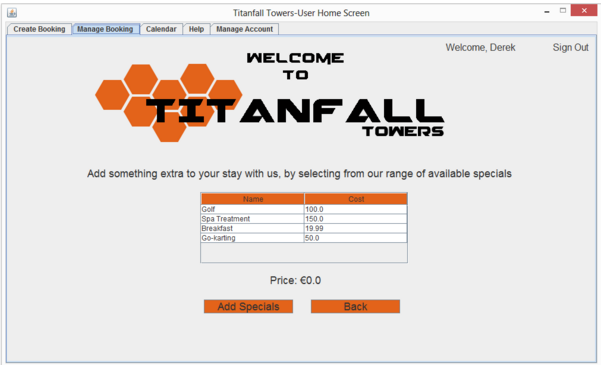 Titanfall Towers-User Home Screen
Create Booking Manage Booking Calendar Help Manage Account
Welcome, Derek Sign Out
WELCOME
TO
TITANFALL
TOWERS
Add something extra to your stay with us, by selecting from our range of available specials
Name Cost
Golf 100.0
Spa Treatment 150.0
Breakfast 19.99
Go-karting 50.0
Price: €0.0
Add Specials Back